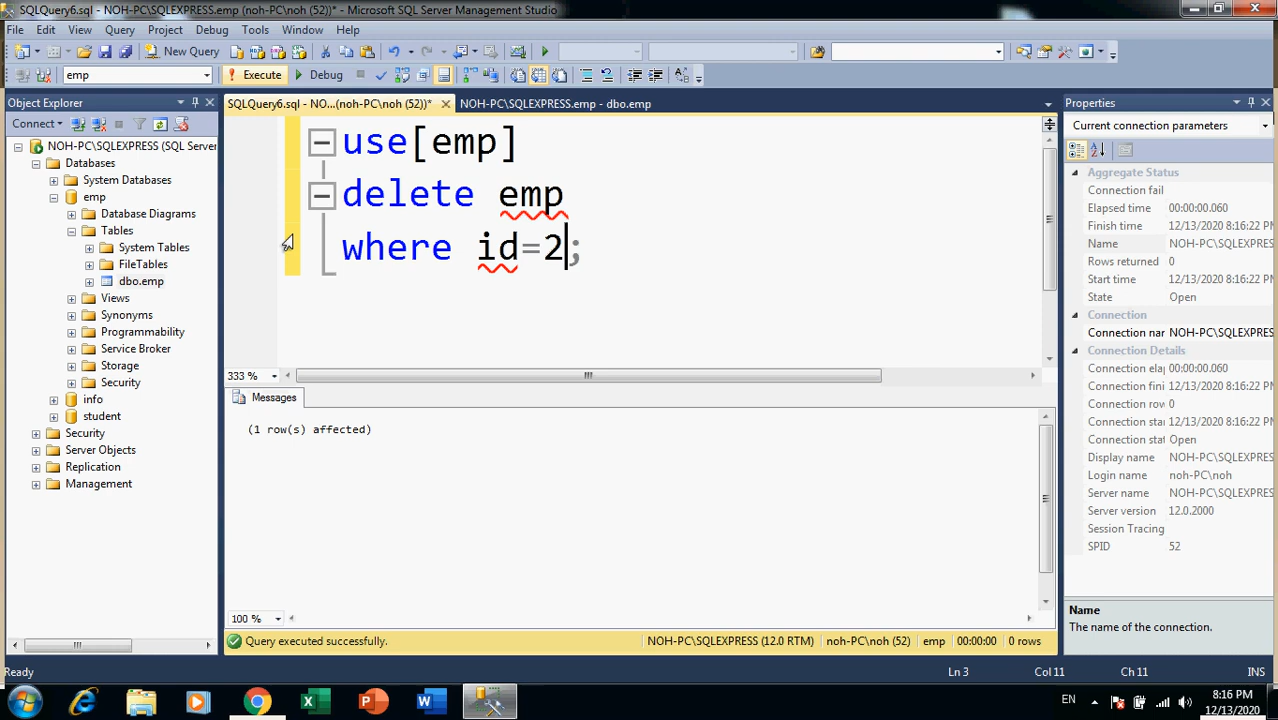 SQLQuery6.sql - NOH-PC\SQLEXPRESS.emp (noh-PC\noh (52))* - Microsoft SQL Server Management Studio
File Edit View Query Project Debug Tools Window Help
New Query
emp Execute Debug
Object Explorer
SQLQuery6.sql - NO...(noh-PC\noh (52))* NOH-PC\SQLEXPRESS.emp - dbo.emp
Properties
Connect
Current connection parameters
NOH-PC\SQLEXPRESS (SQL Server
Databases
System Databases
emp
Database Diagrams
Tables
System Tables
FileTables
dbo.emp
Views
Synonyms
Programmability
Service Broker
Storage
Security
info
student
Security
Server Objects
Replication
Management
use[emp]
delete emp
where id=2;
333 %
Messages
(1 row(s) affected)
100 %
Query executed successfully. NOH-PC\SQLEXPRESS (12.0 RTM) noh-PC\noh (52) emp 00:00:00 0 rows
Aggregate Status
Connection fail
Elapsed time 00:00:00.060
Finish time 12/13/2020 8:16:22 P
Name NOH-PC\SQLEXPRES
Rows returned 0
Start time 12/13/2020 8:16:22 P
State Open
Connection
Connection nar NOH-PC\SQLEXPRESS
Connection Details
Connection elap 00:00:00.060
Connection fini 12/13/2020 8:16:22 P
Connection row 0
Connection star 12/13/2020 8:16:22 P
Connection stat Open
Display name NOH-PC\SQLEXPRES
Login name noh-PC\noh
Server name NOH-PC\SQLEXPRES
Server version 12.0.2000
Session Tracing
SPID 52
Name
The name of the connection.
Ready Ln 3 Col 11 Ch 11 INS
EN 8:16 PM
12/13/2020